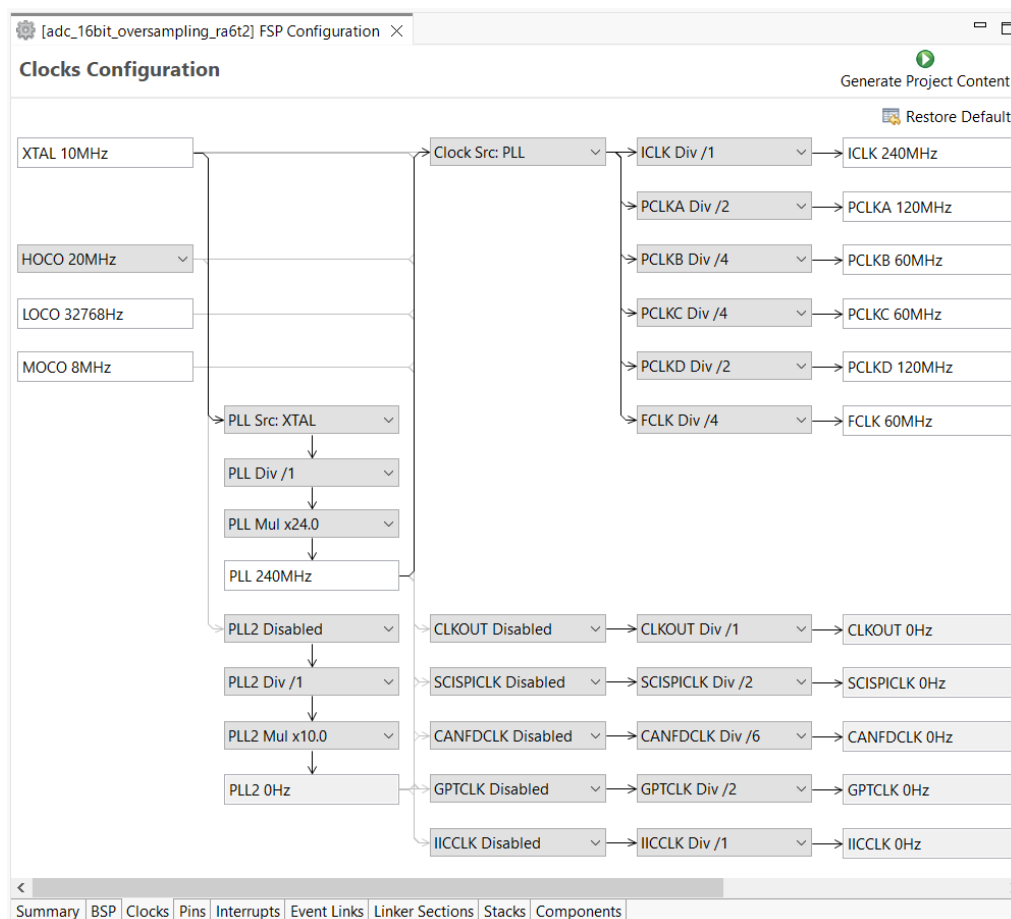 [adc_16bit_oversampling_ra6t2] FSP Configuration
Clocks Configuration
Generate Project Content
Restore Default
XTAL 10MHz
Clock Src: PLL
ICLK Div /1
ICLK 240MHz
PCLKA Div /2
PCLKA 120MHz
HOCO 20MHz
PCLKB Div /4
PCLKB 60MHz
LOCO 32768Hz
PCLKC Div /4
PCLKC 60MHz
MOCO 8MHz
PCLKD Div /2
PCLKD 120MHz
PLL Src: XTAL
FCLK Div /4
FCLK 60MHz
PLL Div /1
PLL Mul x24.0
PLL 240MHz
PLL2 Disabled
CLKOUT Disabled
CLKOUT Div /1
CLKOUT 0Hz
PLL2 Div /1
SCISPICLK Disabled
SCISPICLK Div /2
SCISPICLK 0Hz
PLL2 Mul x10.0
CANFDCLK Disabled
CANFDCLK Div /6
CANFDCLK 0Hz
PLL2 0Hz
GPTCLK Disabled
GPTCLK Div /2
GPTCLK 0Hz
IICCLK Disabled
IICCLK Div /1
IICCLK 0Hz
Summary BSP Clocks Pins Interrupts Event Links Linker Sections Stacks Components